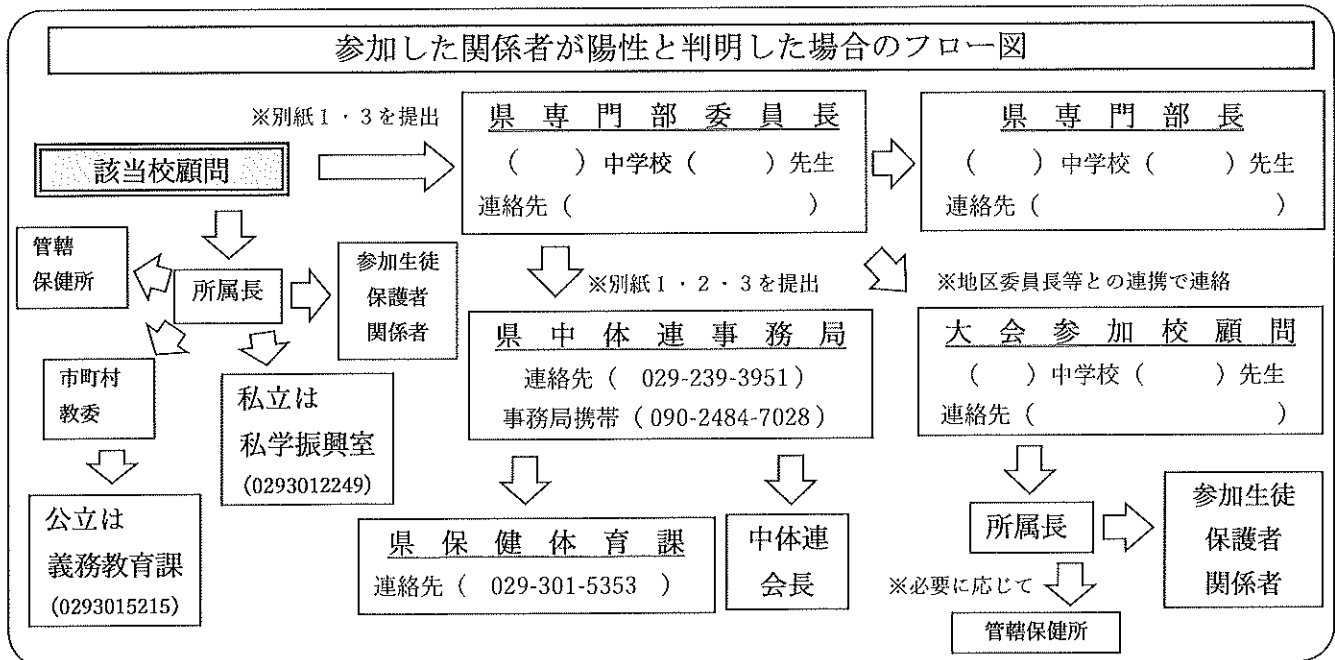 参加した関係者が陽性と判明した場合のフロー図
※別紙1・3を提出
該当校顧問
県専門部委員長
(　　)中学校(　　　)先生
連絡先(　　　　　　　　)
県専門部長
(　　)中学校(　　　)先生
連絡先(　　　　　　　　)
管轄
保健所
所属長
参加生徒
保護者
関係者
市町村
教委
私立は
私学振興室
(0293012249)
公立は
義務教育課
(0293015215)
※別紙1・2・3を提出
県中体連事務局
連絡先( 029-239-3951)
事務局携帯(090-2484-7028)
県保健体育課
連絡先( 029-301-5353 )
中体連
会長
※地区委員長等との連携で連絡
大会参加校顧問
(　　)中学校(　　　)先生
連絡先(　　　　　　　　)
所属長
参加生徒
保護者
関係者
※必要に応じて
管轄保健所